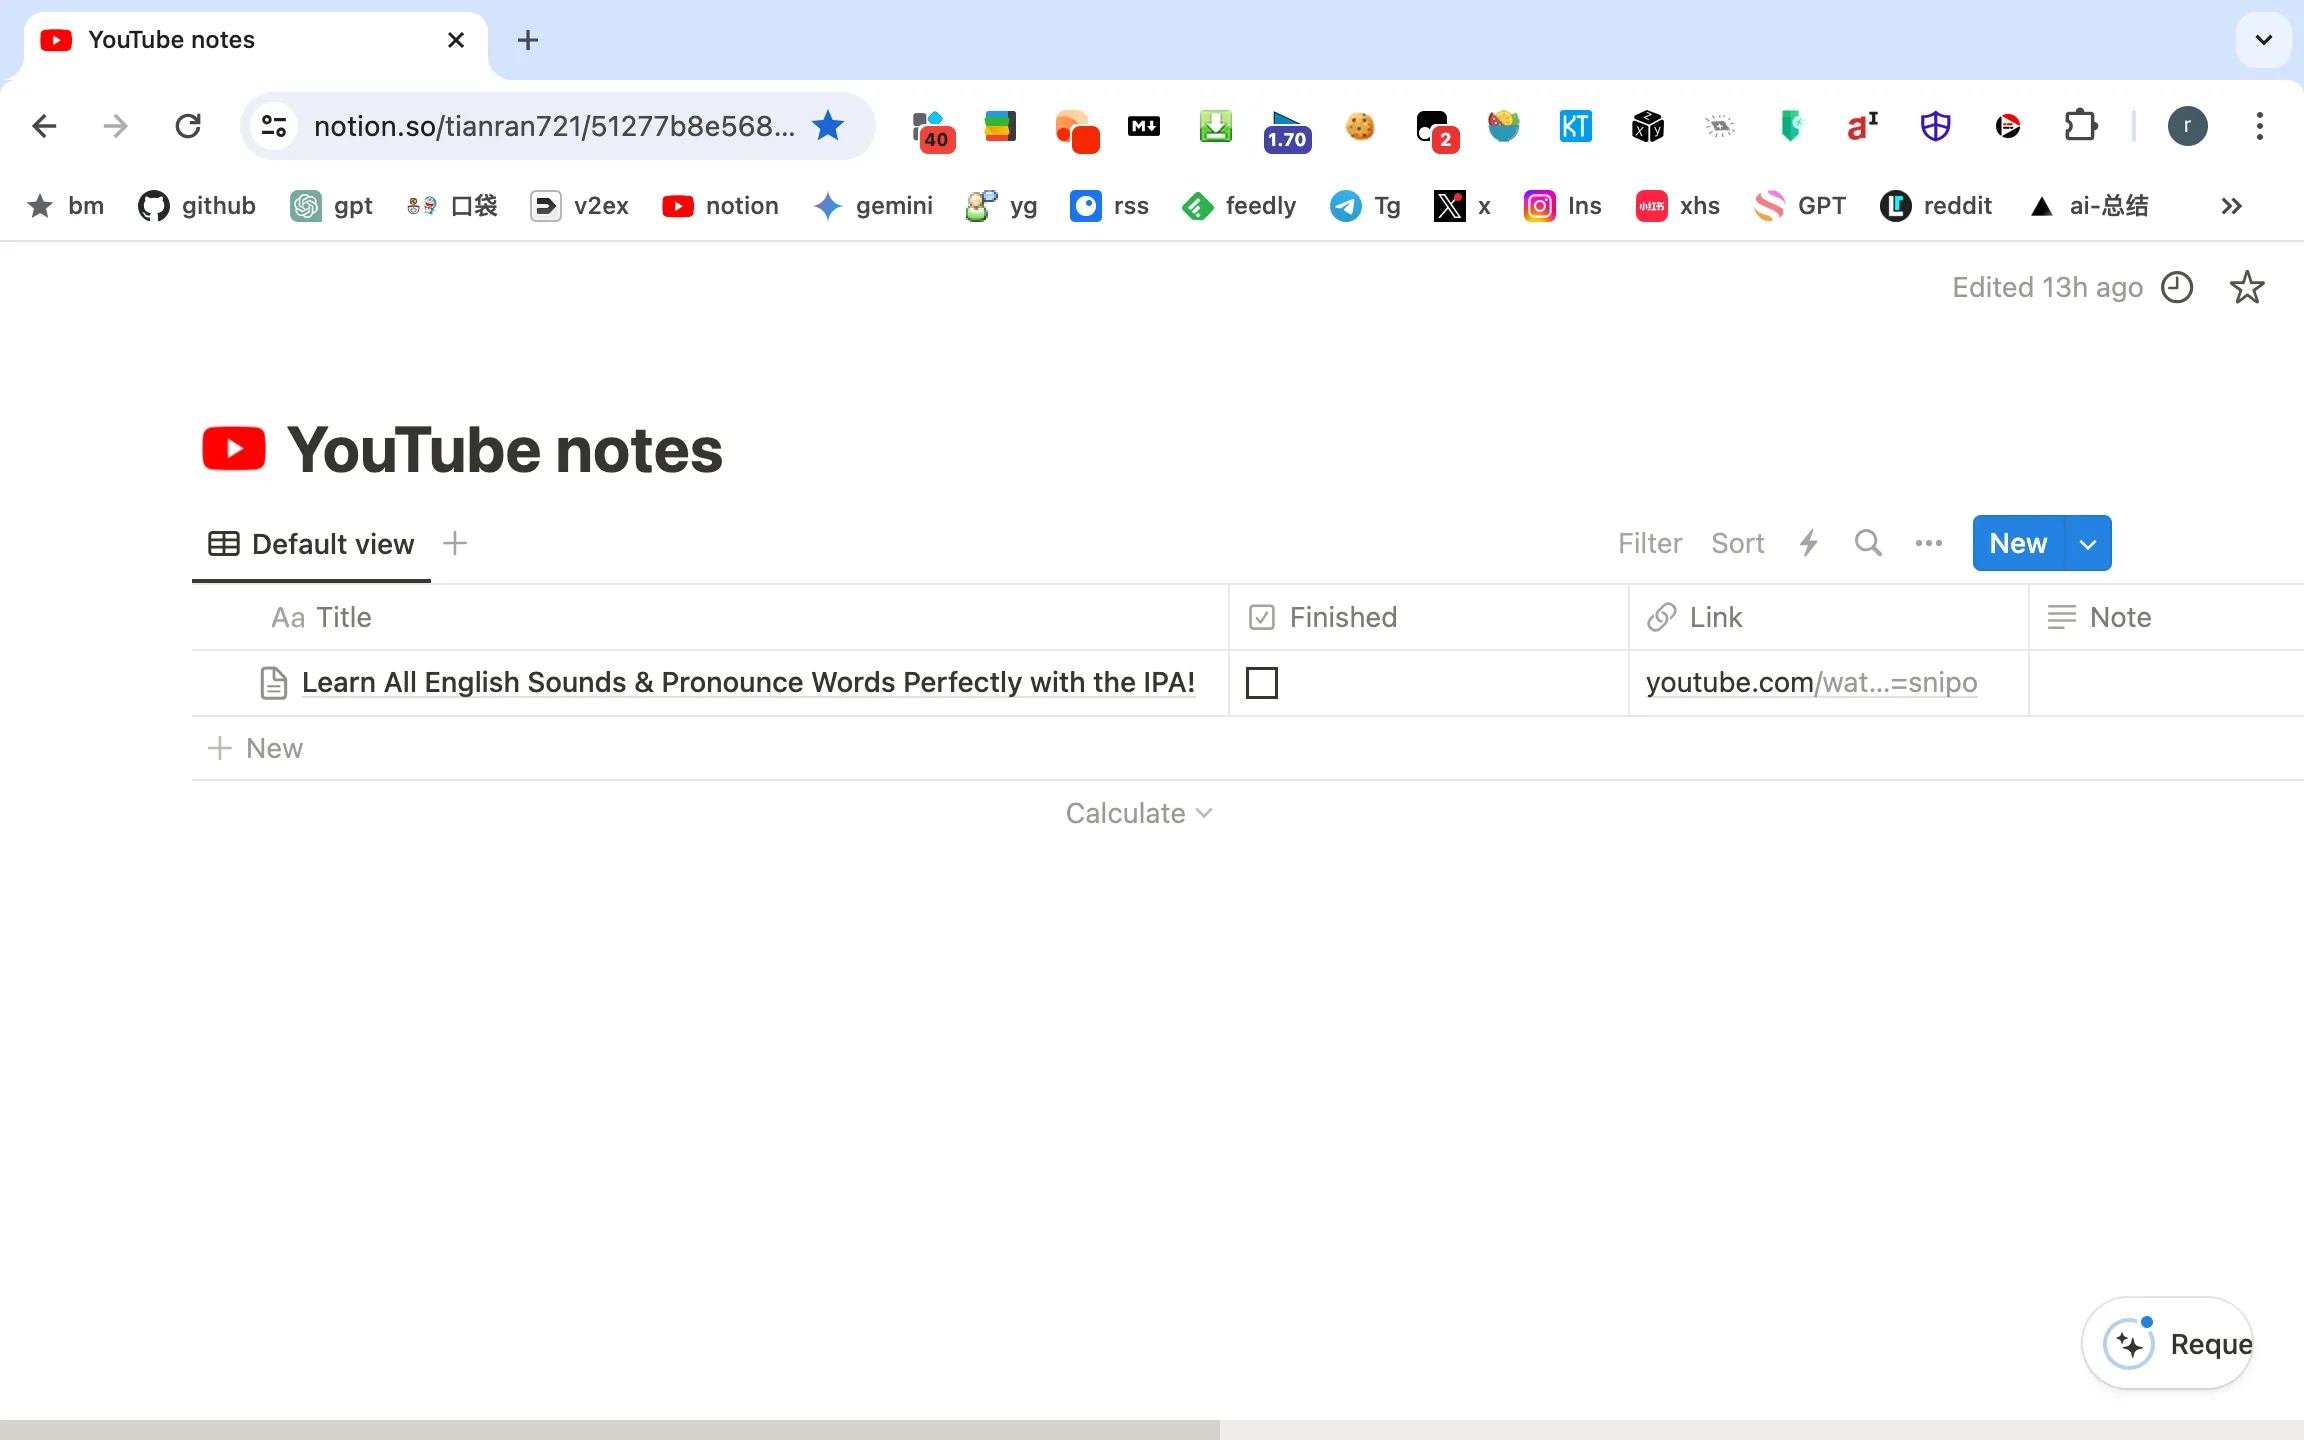 YouTube notes
notion.so/tianran721/51277b8e568...
40
1.70
2
KT
r
bm
github
gpt
口袋
v2ex
notion
gemini
yg
rss
feedly
Tg
x
Ins
xhs
GPT
reddit
ai-总结
Edited 13h ago
YouTube notes
Default view
Filter
Sort
New
Aa Title
Finished
Link
Note
Learn All English Sounds & Pronounce Words Perfectly with the IPA!
youtube.com/wat...=snipo
New
Calculate
Reque